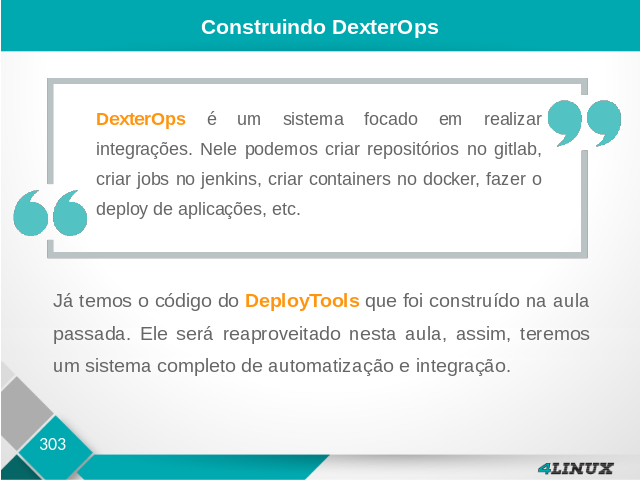 Construindo DexterOps
DexterOps é um sistema focado em realizar
integrações. Nele podemos criar repositórios no gitlab,
criar jobs no jenkins, criar containers no docker, fazer o
deploy de aplicações, etc.
Já temos o código do DeployTools que foi construído na aula
passada. Ele será reaproveitado nesta aula, assim, teremos
um sistema completo de automatização e integração.
303
4LINUX